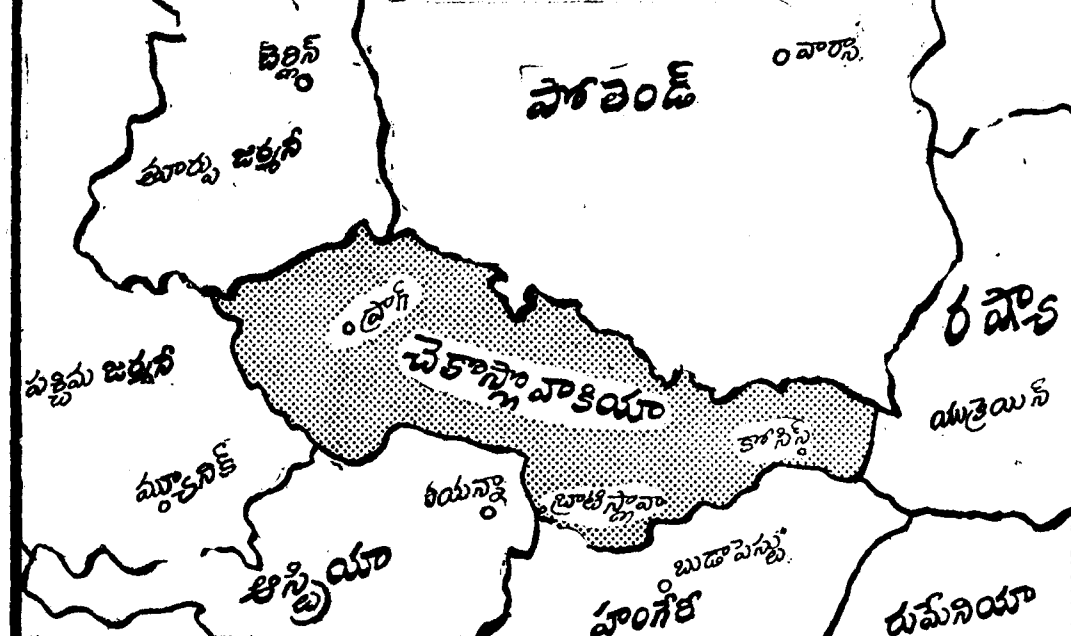 బెర్లిన్
వార్సా
పోలెండ్
తూర్పు జర్మనీ
రష్యా
ప్రాగ్
చెకోస్లొవాకియా
పశ్చిమ జర్మనీ
యుక్రెయిన్
కోసిస్
మ్యూనిక్
వియన్నా
బ్రాటిస్లావా
బుడాపెస్టు
ఆస్ట్రియా
హంగేరీ
రుమేనియా